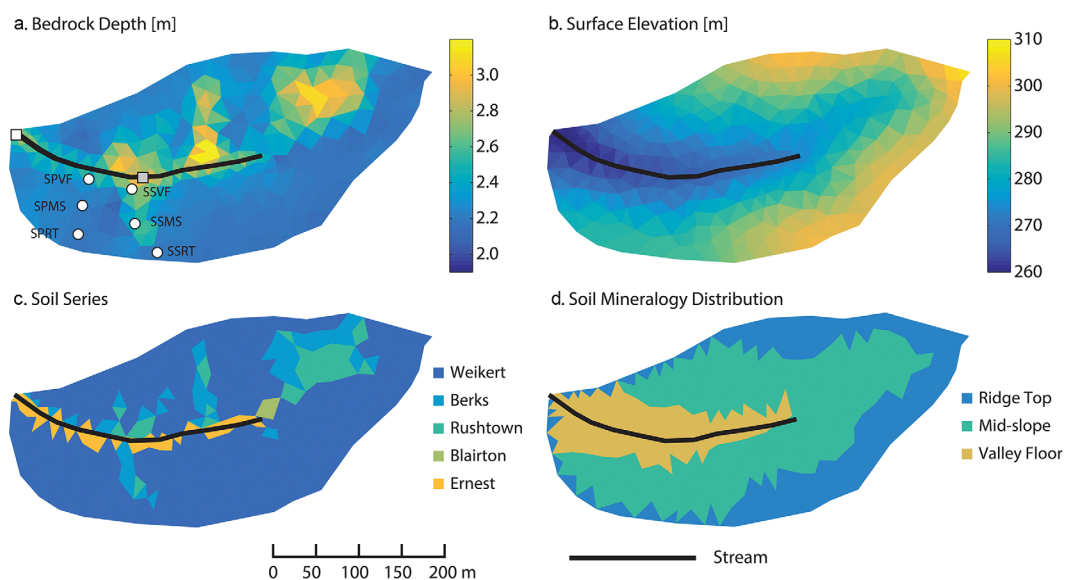 a. Bedrock Depth [m]
3.0
2.8
2.6
2.4
2.2
2.0
SPVF
SSVF
SPMS
SSMS
SPRT
SSRT
b. Surface Elevation [m]
310
300
290
280
270
260
c. Soil Series
Weikert
Berks
Rushtown
Blairton
Ernest
d. Soil Mineralogy Distribution
Ridge Top
Mid-slope
Valley Floor
0 50 100 150 200 m
Stream